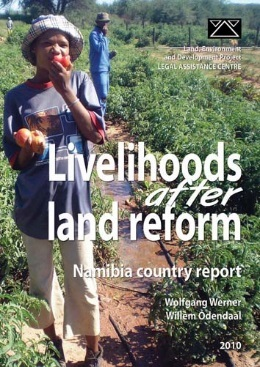 Land, Environment
and Development Project
LEGAL ASSISTANCE CENTRE
Livelihoods
after
land reform
Namibia country report
Wolfgang Werner
Willem Odendaal
2010